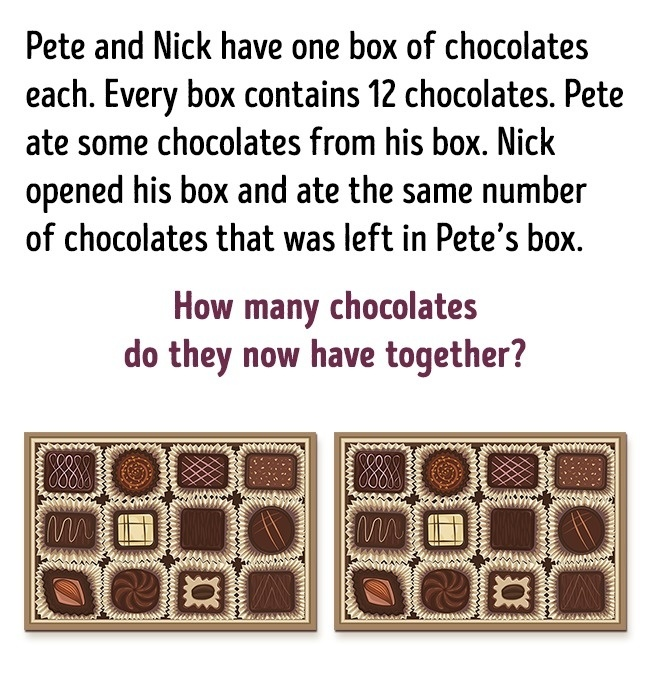 Pete and Nick have one box of chocolates
each. Every box contains 12 chocolates. Pete
ate some chocolates from his box. Nick
opened his box and ate the same number
of chocolates that was left in Pete’s box.
How many chocolates
do they now have together?